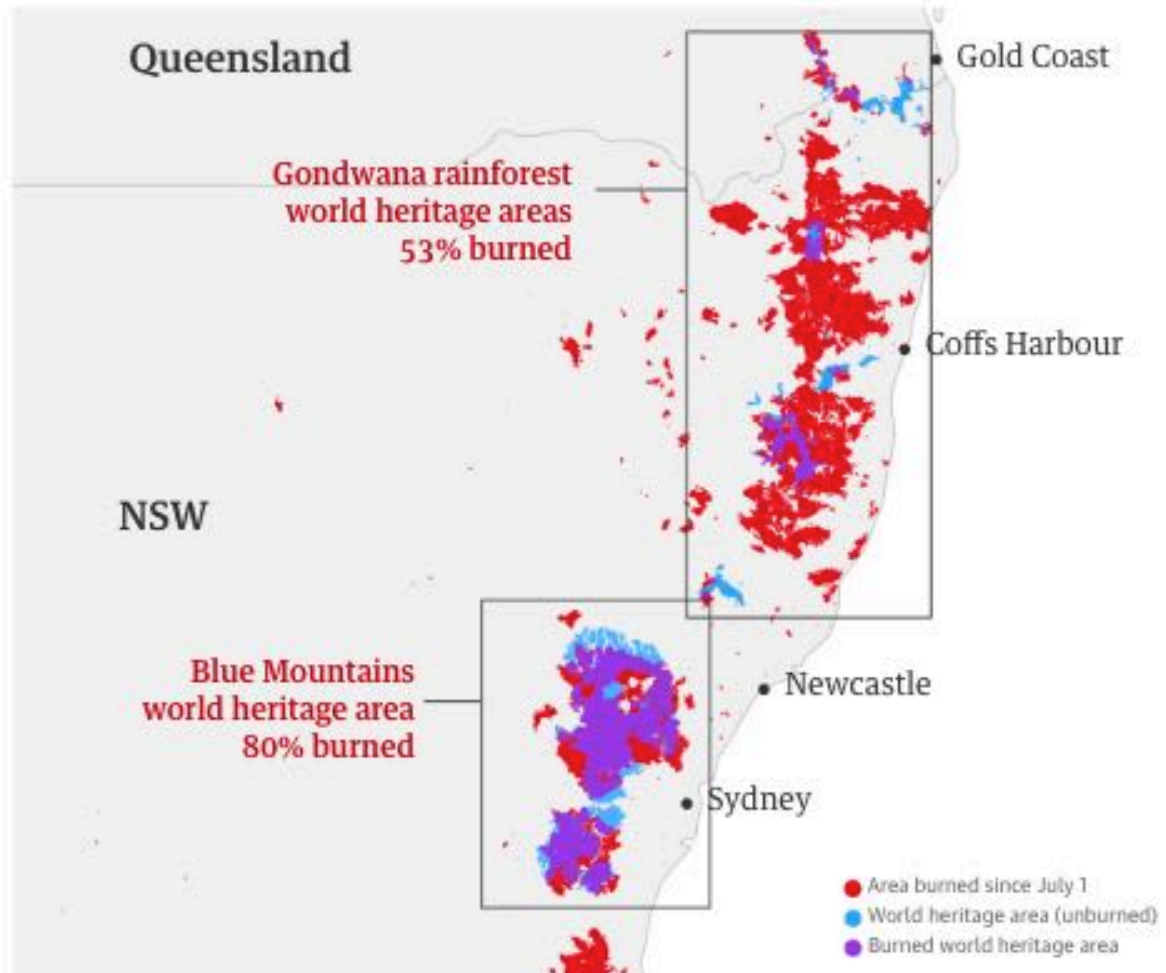 Queensland
Gold Coast
Gondwana rainforest
world heritage areas
53% burned
Coffs Harbour
NSW
Blue Mountains
world heritage area
80% burned
Newcastle
Sydney
Area burned since July 1
World heritage area (unburned)
Burned world heritage area